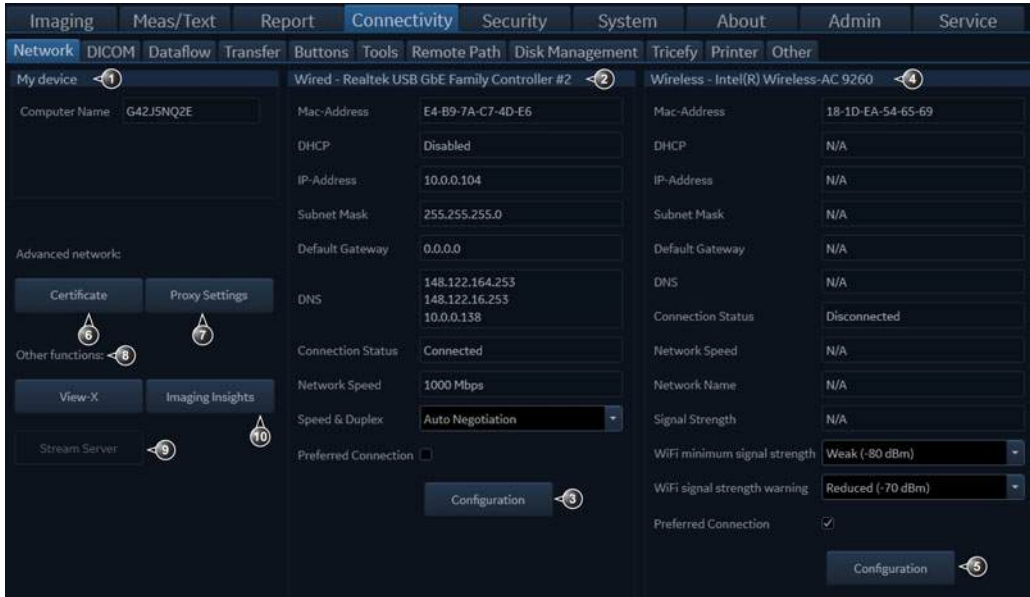 Imaging Meas/Text Report Connectivity Security System About Admin Service
Network DICOM Dataflow Transfer Buttons Tools Remote Path Disk Management Tricefy Printer Other
My device 1
Computer Name G42J5NQ2E
Advanced network:
Certificate Proxy Settings
6 7
Other functions: 8
View-X Imaging Insights
10
Stream Server 9
Wired - Realtek USB GbE Family Controller #2 2
Mac-Address E4-B9-7A-C7-4D-E6
DHCP Disabled
IP-Address 10.0.0.104
Subnet Mask 255.255.255.0
Default Gateway 0.0.0.0
DNS 148.122.164.253
148.122.16.253
10.0.0.138
Connection Status Connected
Network Speed 1000 Mbps
Speed & Duplex Auto Negotiation
Preferred Connection
Configuration 3
Wireless - Intel(R) Wireless-AC 9260 4
Mac-Address 18-1D-EA-54-65-69
DHCP N/A
IP-Address N/A
Subnet Mask N/A
Default Gateway N/A
DNS N/A
Connection Status Disconnected
Network Speed N/A
Network Name N/A
Signal Strength N/A
WiFi minimum signal strength Weak (-80 dBm)
WiFi signal strength warning Reduced (-70 dBm)
Preferred Connection
Configuration 5